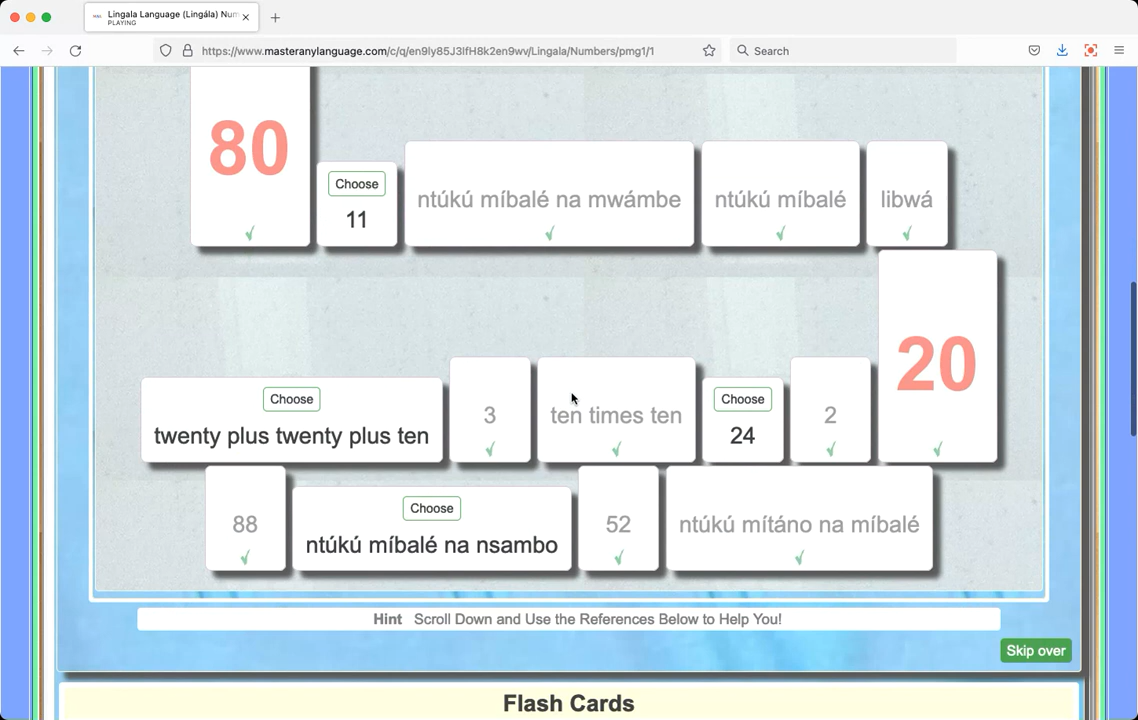 Lingala Language (Lingála) Num
PLAYING
https://www.masteranylanguage.com/c/q/en9ly85J3lfH8k2en9wv/Lingala/Numbers/pmg1/1
Search
80
Choose
11
ntúkú míbalé na mwámbe
ntúkú míbalé
libwá
20
Choose
twenty plus twenty plus ten
3
ten times ten
Choose
24
2
88
Choose
ntúkú míbalé na nsambo
52
ntúkú mítáno na míbalé
Hint Scroll Down and Use the References Below to Help You!
Skip over
Flash Cards